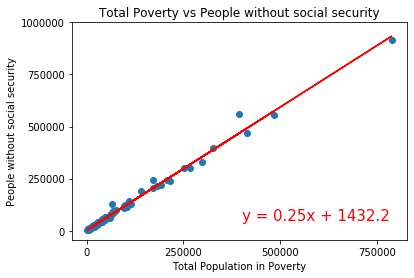 Total Poverty vs People without social security
1000000
750000
500000
250000
0
People without social security
y = 0.25x + 1432.2
0 250000 500000 750000
Total Population in Poverty